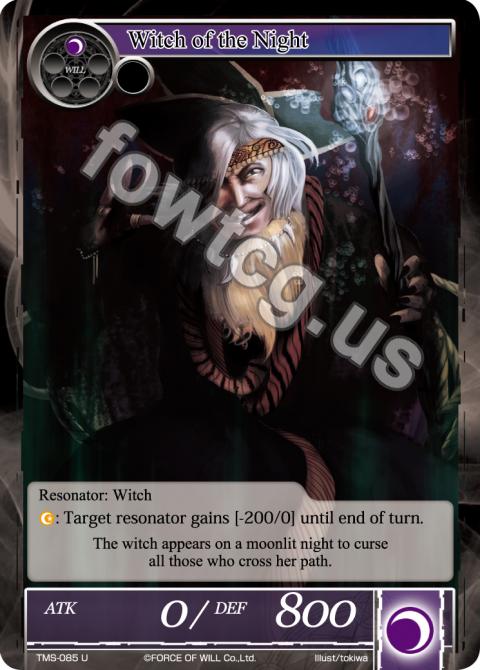 Witch of the Night
WILL
fowtcg.us
Resonator: Witch
: Target resonator gains [-200/0] until end of turn.
The witch appears on a moonlit night to curse
all those who cross her path.
ATK 0/ DEF 800
TMS-085 U ©FORCE OF WILL Co.,Ltd. Illust/tokiwa